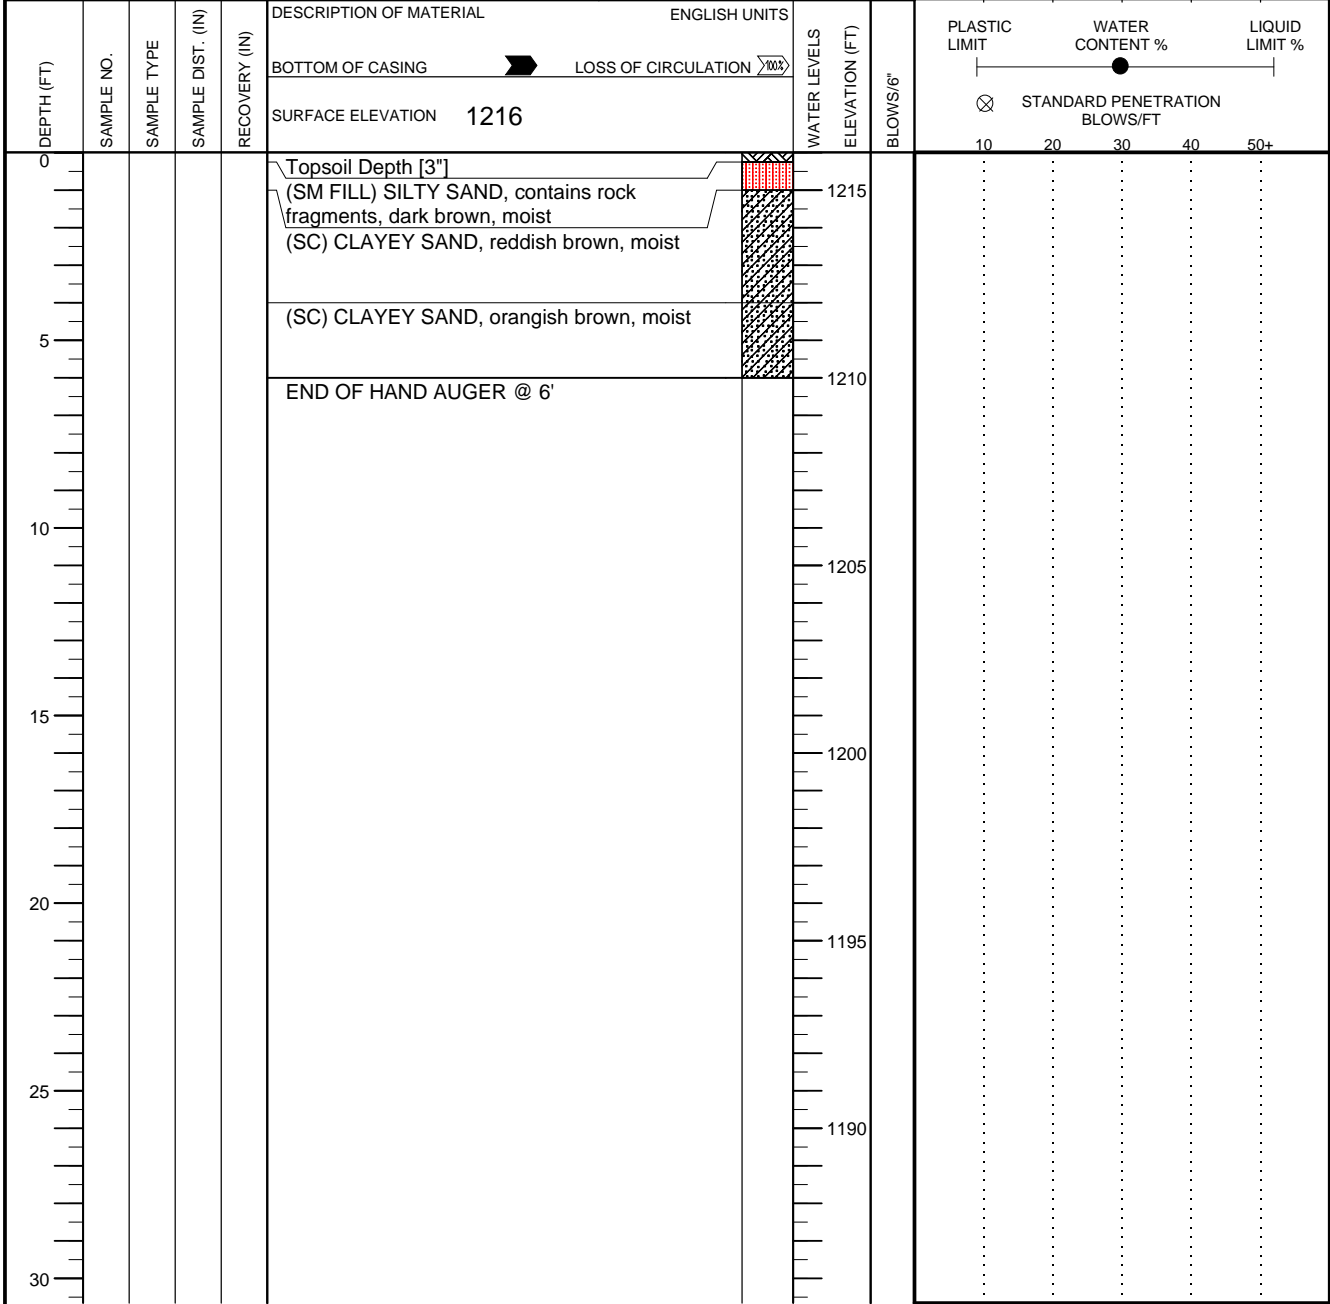 DEPTH (FT)
SAMPLE NO.
SAMPLE TYPE
SAMPLE DIST. (IN)
RECOVERY (IN)
DESCRIPTION OF MATERIAL ENGLISH UNITS
BOTTOM OF CASING LOSS OF CIRCULATION 100%
SURFACE ELEVATION 1216
WATER LEVELS
ELEVATION (FT)
BLOWS/6"
PLASTIC LIMIT
WATER CONTENT %
LIQUID LIMIT %
STANDARD PENETRATION
BLOWS/FT
10 20 30 40 50+
0
Topsoil Depth [3"]
(SM FILL) SILTY SAND, contains rock
fragments, dark brown, moist
1215
(SC) CLAYEY SAND, reddish brown, moist
(SC) CLAYEY SAND, orangish brown, moist
5
1210
END OF HAND AUGER @ 6'
10
1205
15
1200
20
1195
25
1190
30